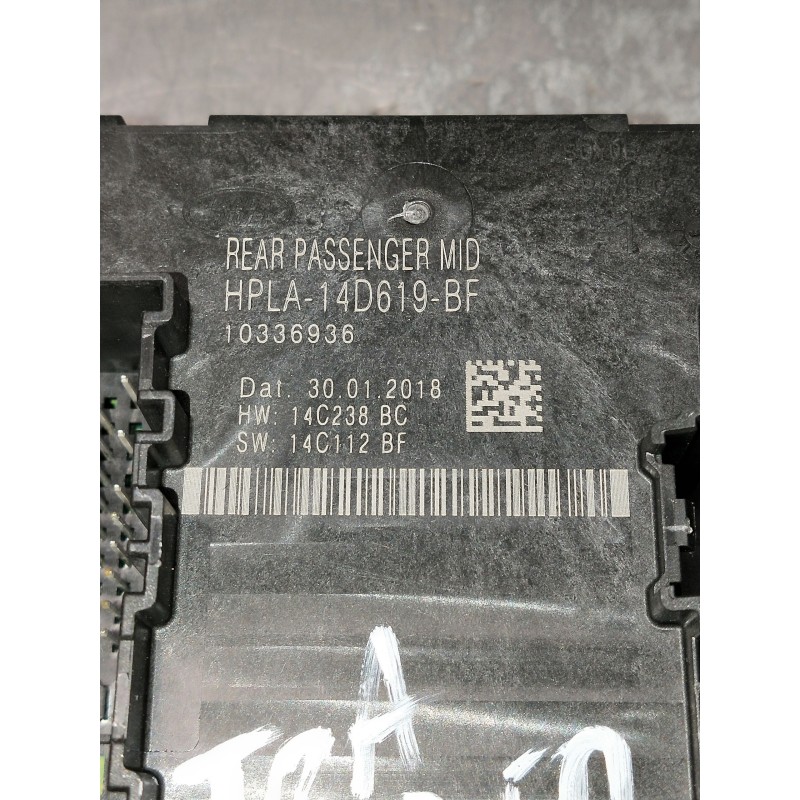 REAR PASSENGER MID
HPLA-14D619-BF
10336936
Dat. 30.01.2018
HW: 14C238 BC
SW: 14C112 BF
A